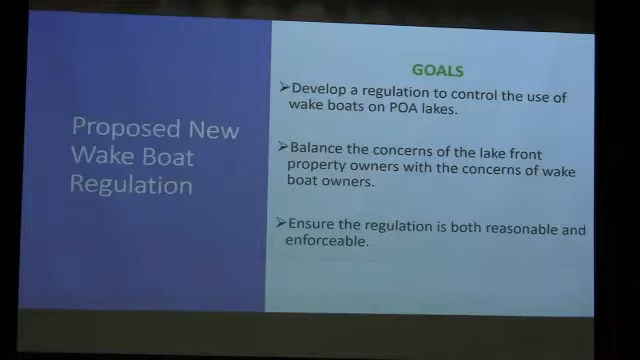 Proposed New
Wake Boat
Regulation
GOALS
➢Develop a regulation to control the use of
wake boats on POA lakes.
➢Balance the concerns of the lake front
property owners with the concerns of wake
boat owners.
➢Ensure the regulation is both reasonable and
enforceable.